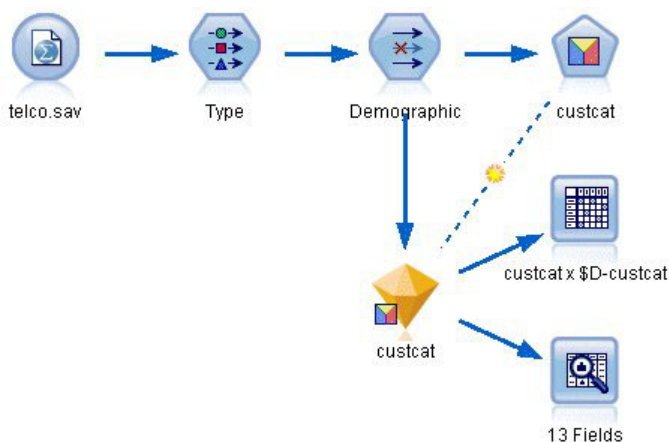 telco.sav
Type
Demographic
custcat
custcat x $D-custcat
custcat
13 Fields